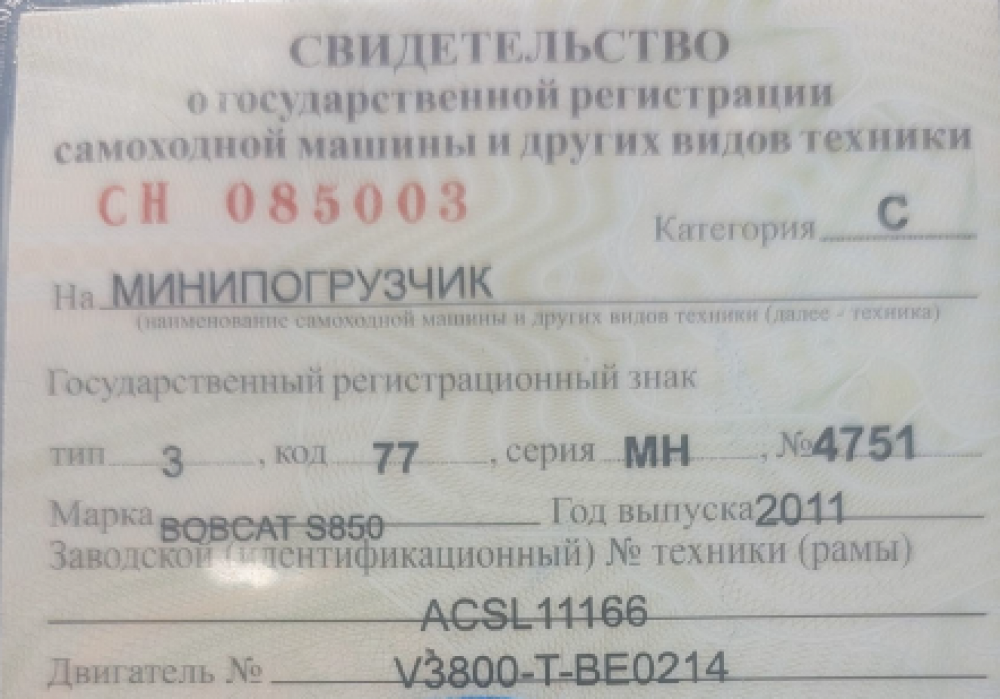 СВИДЕТЕЛЬСТВО
о государственной регистрации
самоходной машины и других видов техники
СН 085003
Категория С
На МИНИПОГРУЗЧИК
(наименование самоходной машины и других видов техники (далее - техника)
Государственный регистрационный знак
тип 3, код 77, серия МН, №4751
Марка BOBCAT S850 Год выпуска 2011
Заводской (идентификационный) № техники (рамы)
ACSL11166
Двигатель № V3800-T-BE0214